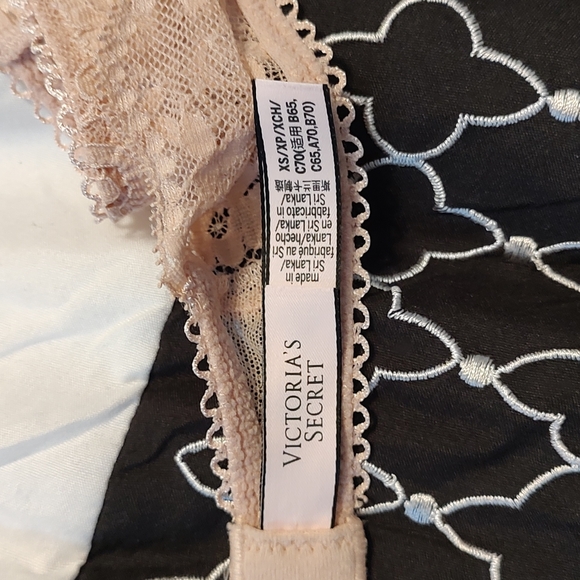 VICTORIA'S
SECRET
XS/XP/XCH/
C70(适用 B65,
C65,A70,B70)
made in
Sri Lanka/
fabriqué au Sri
Lanka/hecho
en Sri Lanka/
fabbricato in
Sri Lanka/
斯里兰卡制造